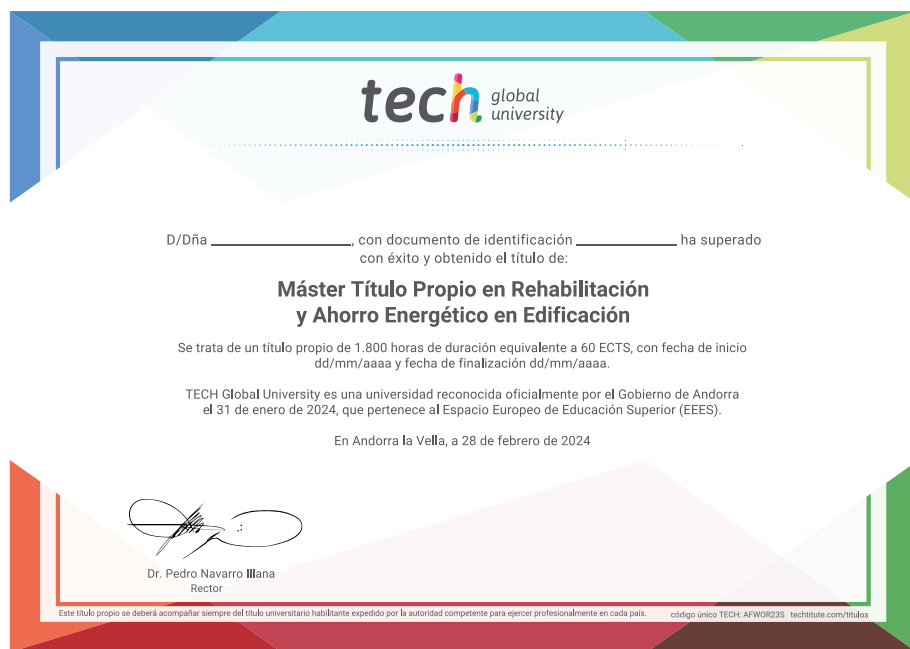 tech global university
D/Dña ____________________, con documento de identificación ______________ ha superado
con éxito y obtenido el título de:
Máster Título Propio en Rehabilitación
y Ahorro Energético en Edificación
Se trata de un título propio de 1.800 horas de duración equivalente a 60 ECTS, con fecha de inicio
dd/mm/aaaa y fecha de finalización dd/mm/aaaa.
TECH Global University es una universidad reconocida oficialmente por el Gobierno de Andorra
el 31 de enero de 2024, que pertenece al Espacio Europeo de Educación Superior (EEES).
En Andorra la Vella, a 28 de febrero de 2024
Dr. Pedro Navarro Illana
Rector
Este título propio se deberá acompañar siempre del título universitario habilitante expedido por la autoridad competente para ejercer profesionalmente en cada país. código único TECH: AFWOR23S techtitute.com/titulos